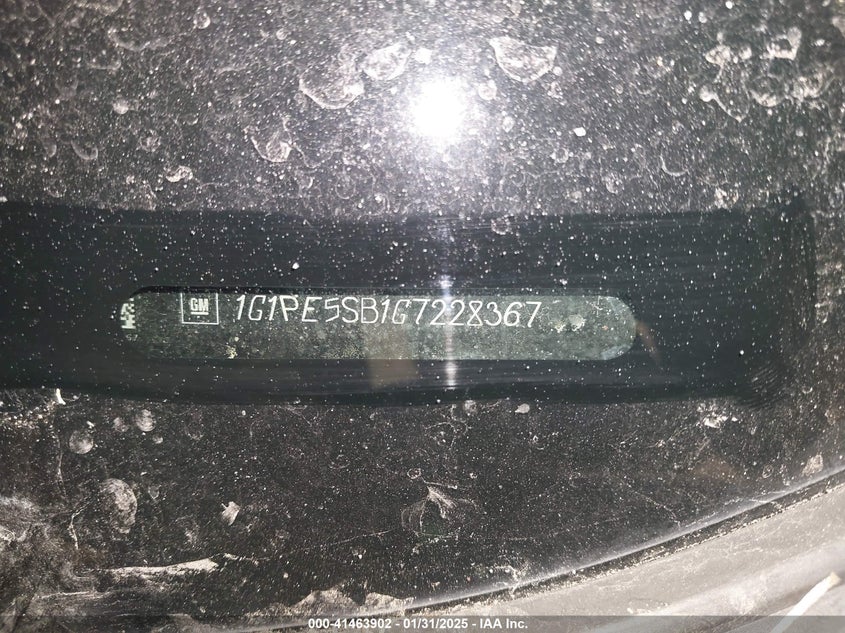 GM
1G1PE5SB1G7228367
000-41463902 - 01/31/2025 - IAA Inc.